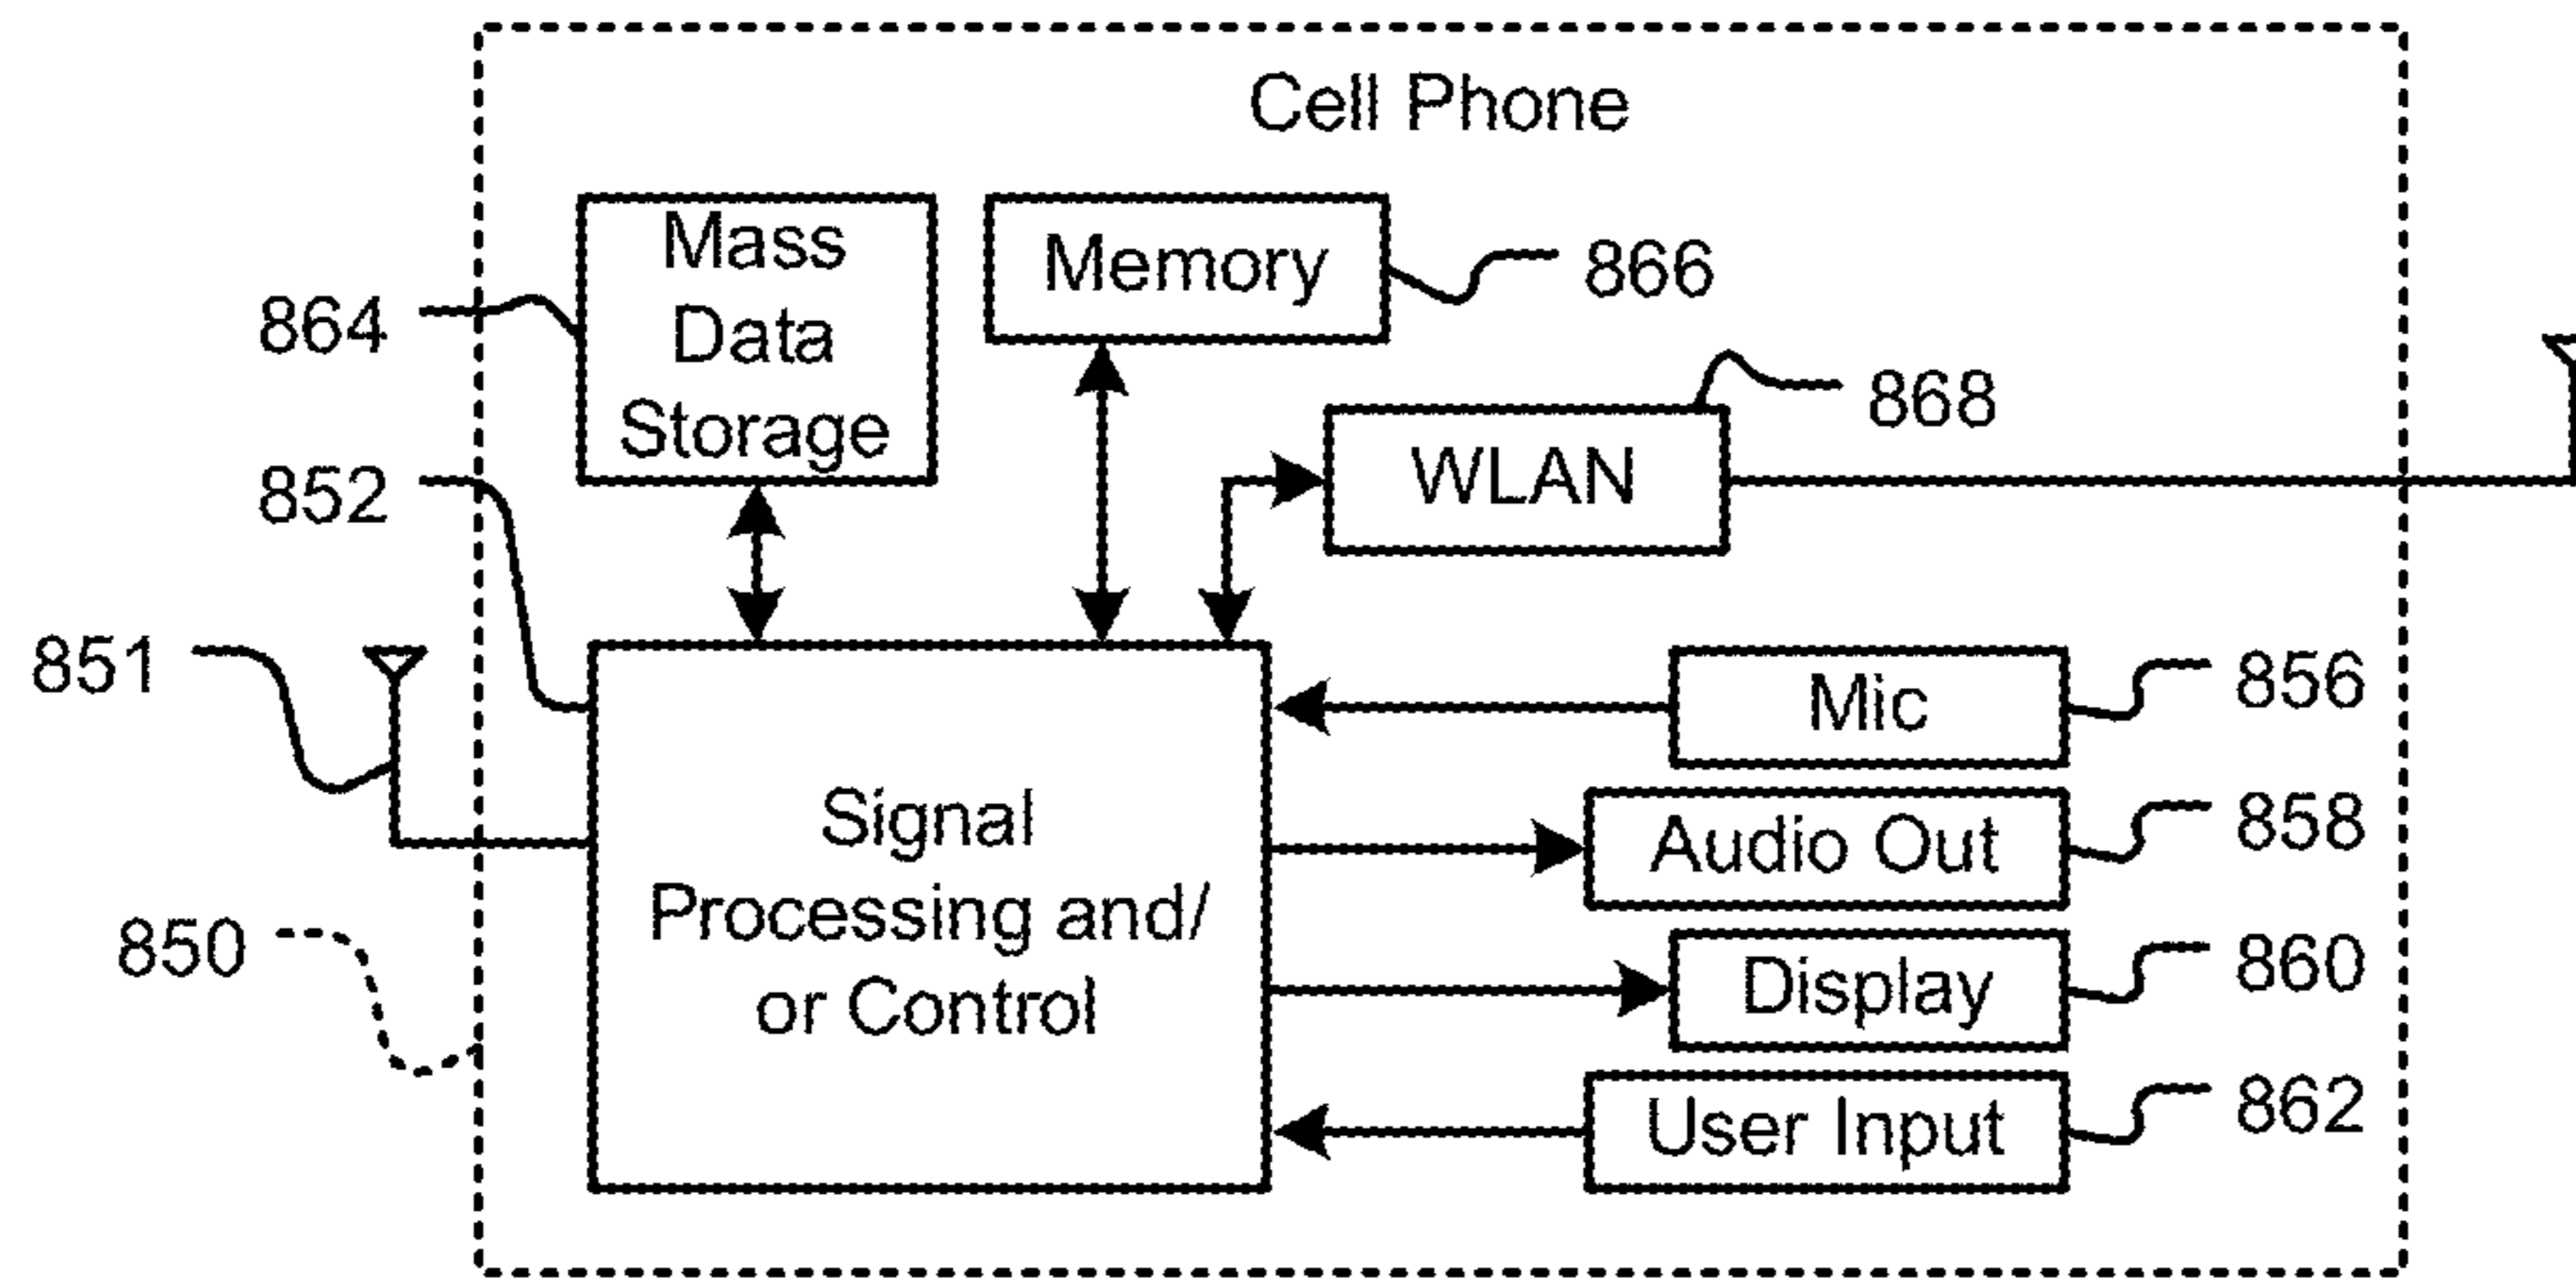 Cell Phone
Mass
Data
Storage
Memory
866
864
868
WLAN
852
851
Mic
856
Signal
Processing and/
or Control
Audio Out
858
850
Display
860
User Input
862